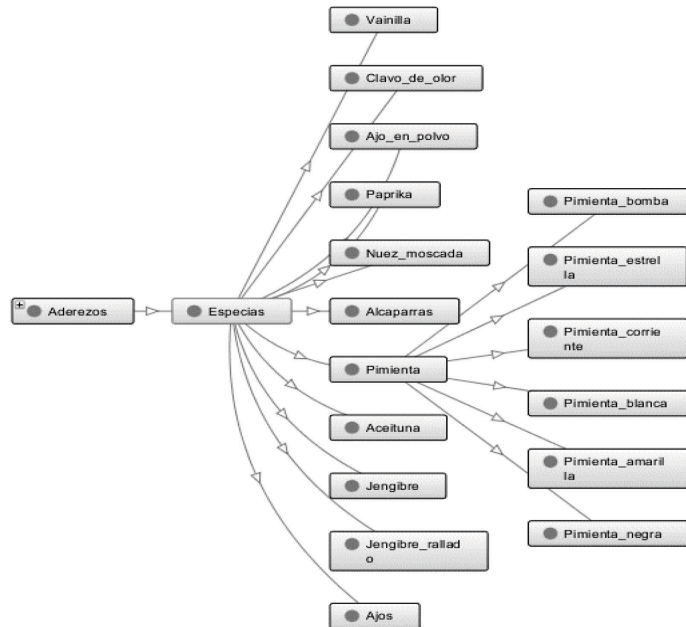 Vainilla
Clavo_de_olor
Ajo_en_polvo
Paprika
Nuez_moscada
Aderezos
Especias
Alcaparras
Pimienta
Aceituna
Jengibre
Jengibre_rallad
o
Ajos
Pimienta_bomba
Pimienta_estrel
la
Pimienta_corrie
nte
Pimienta_blanca
Pimienta_amaril
la
Pimienta_negra